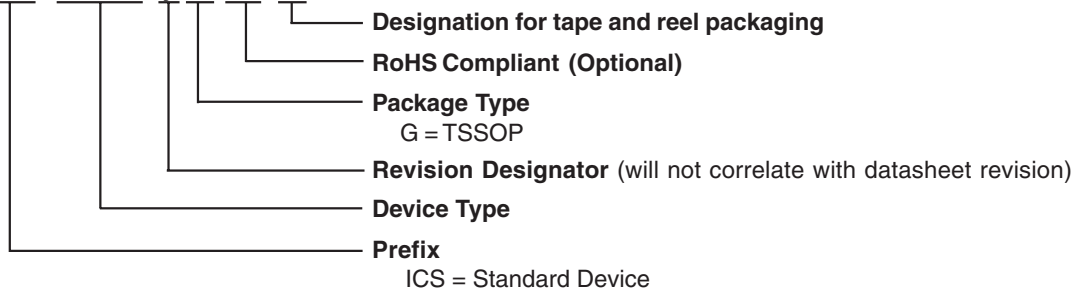 Designation for tape and reel packaging
RoHS Compliant (Optional)
Package Type
G = TSSOP
Revision Designator (will not correlate with datasheet revision)
Device Type
Prefix
ICS = Standard Device